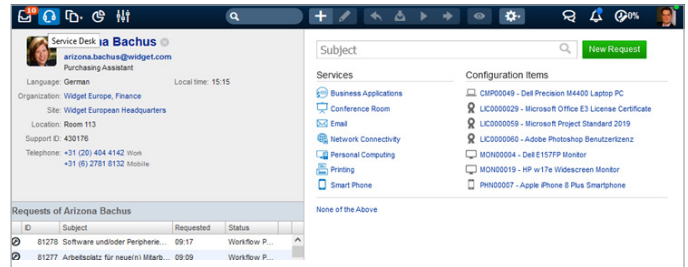 10
0%
Service Desk
ia Bachus
arizona.bachus@widget.com
Purchasing Assistant
Language: German Local time: 15:15
Organization: Widget Europe, Finance
Site: Widget European Headquarters
Location: Room 113
Support ID: 430176
Telephone: +31 (20) 404 4142 Work
+31 (6) 2781 8132 Mobile
Requests of Arizona Bachus
ID Subject Requested Status
81278 Software und/oder Peripherie... 09:17 Workflow P...
81277 Arbeitsplatz für neue(n) Mitarb... 09:09 Workflow P...
Subject
New Request
Services
Business Applications
Conference Room
Email
Network Connectivity
Personal Computing
Printing
Smart Phone
None of the Above
Configuration Items
CMP00049 - Dell Precision M4400 Laptop PC
LIC0000029 - Microsoft Office E3 License Certificate
LIC0000059 - Microsoft Project Standard 2019
LIC0000060 - Adobe Photoshop Benutzerlizenz
MON00004 - Dell E157FP Monitor
MON00019 - HP w17e Widescreen Monitor
PHN00007 - Apple iPhone 8 Plus Smartphone